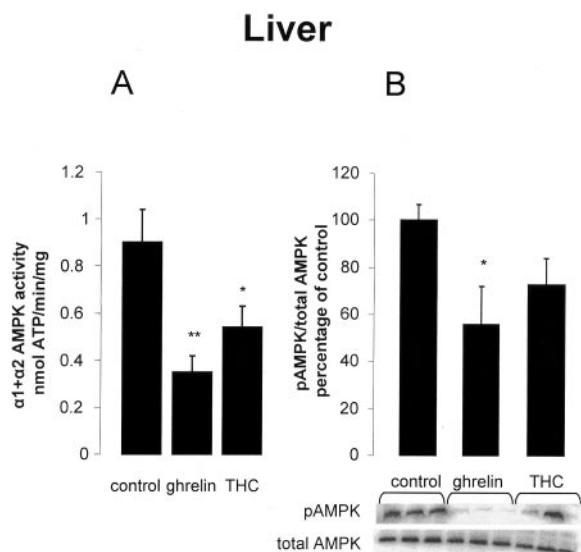 Liver
A
B
α1+α2 AMPK activity
nmol ATP/min/mg
1.2
1
0.8
0.6
0.4
0.2
0
**
*
control ghrelin THC
pAMPK/total AMPK
percentage of control
120
100
80
60
40
20
0
*
control ghrelin THC
pAMPK
total AMPK